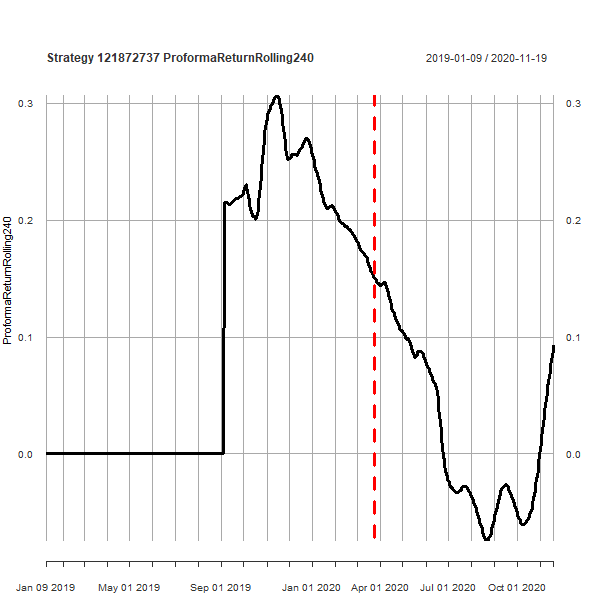 Strategy 121872737 ProformaReturnRolling240
2019-01-09 / 2020-11-19
ProformaReturnRolling240
0.3
0.3
0.2
0.2
0.1
0.1
0.0
0.0
Jan 09 2019
May 01 2019
Sep 01 2019
Jan 01 2020
Apr 01 2020
Jul 01 2020
Oct 01 2020